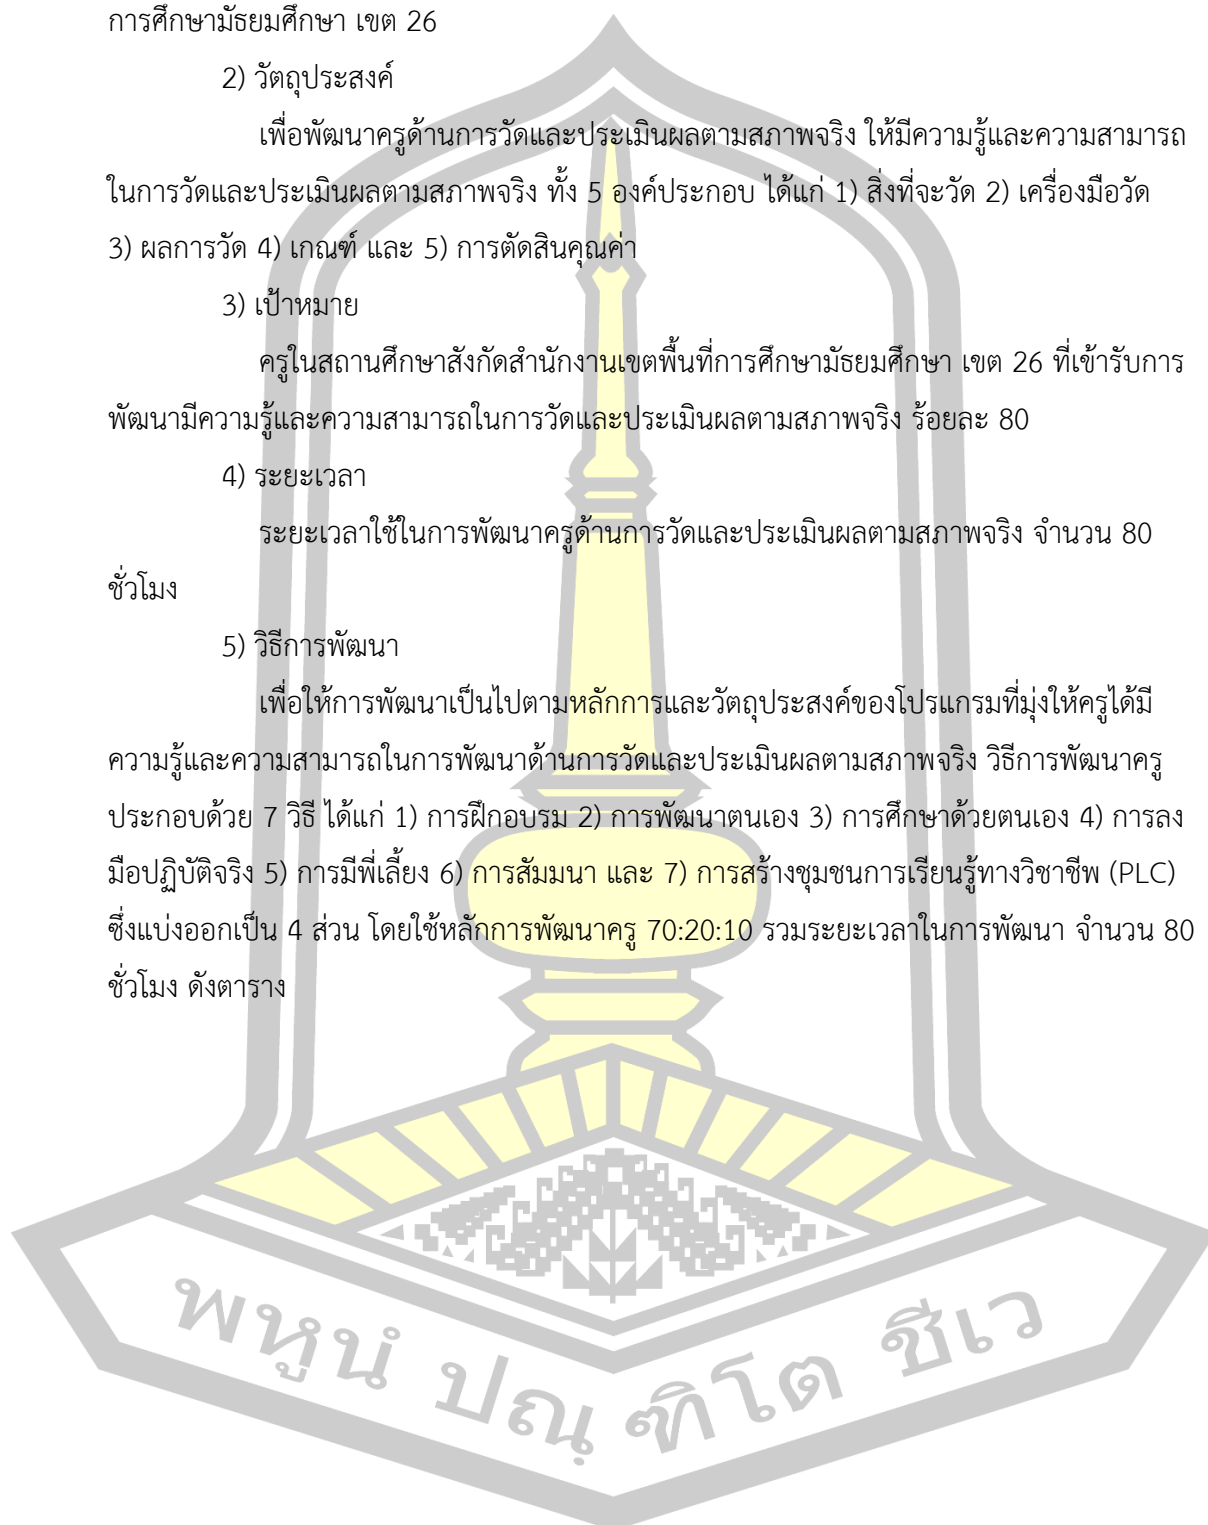 การศึกษามัธยมศึกษา เขต 26
2) วัตถุประสงค์
เพื่อพัฒนาครูด้านการวัดและประเมินผลตามสภาพจริง ให้มีความรู้และความสามารถ
ในการวัดและประเมินผลตามสภาพจริง ทั้ง 5 องค์ประกอบ ได้แก่ 1) สิ่งที่จะวัด 2) เครื่องมือวัด
3) ผลการวัด 4) เกณฑ์ และ 5) การตัดสินคุณค่า
3) เป้าหมาย
ครูในสถานศึกษาสังกัดสำนักงานเขตพื้นที่การศึกษามัธยมศึกษา เขต 26 ที่เข้ารับการ
พัฒนามีความรู้และความสามารถในการวัดและประเมินผลตามสภาพจริง ร้อยละ 80
4) ระยะเวลา
ระยะเวลาใช้ในการพัฒนาครูด้านการวัดและประเมินผลตามสภาพจริง จำนวน 80
ชั่วโมง
5) วิธีการพัฒนา
เพื่อให้การพัฒนาเป็นไปตามหลักการและวัตถุประสงค์ของโปรแกรมที่มุ่งให้ครูได้มี
ความรู้และความสามารถในการพัฒนาด้านการวัดและประเมินผลตามสภาพจริง วิธีการพัฒนาครู
ประกอบด้วย 7 วิธี ได้แก่ 1) การฝึกอบรม 2) การพัฒนาตนเอง 3) การศึกษาด้วยตนเอง 4) การลง
มือปฏิบัติจริง 5) การมีพี่เลี้ยง 6) การสัมมนา และ 7) การสร้างชุมชนการเรียนรู้ทางวิชาชีพ (PLC)
ซึ่งแบ่งออกเป็น 4 ส่วน โดยใช้หลักการพัฒนาครู 70:20:10 รวมระยะเวลาในการพัฒนา จำนวน 80
ชั่วโมง ดังตาราง
พหูนํ ปณฺฑิโต ชีเว